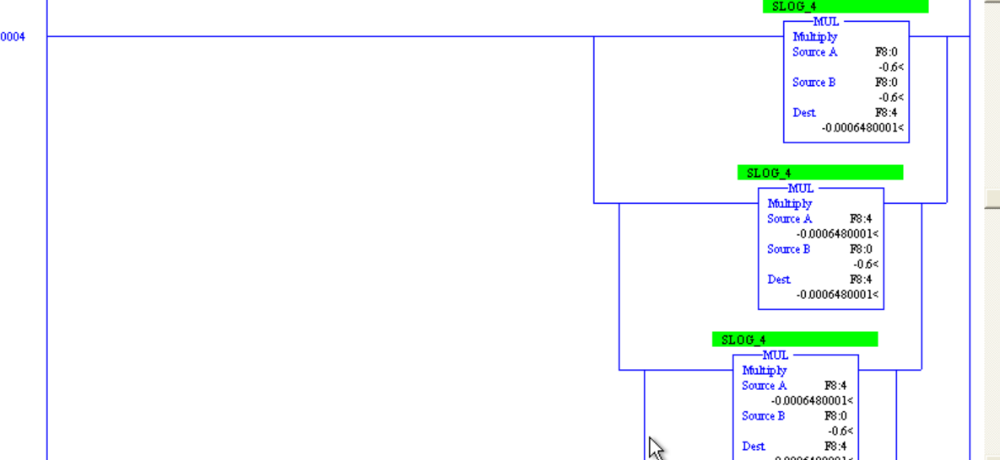 SLOG_4
MUL
0004
Multiply
Source A F8:0
-0.6<
Source B F8:0
-0.6<
Dest F8:4
-0.0006480001<
SLOG_4
MUL
Multiply
Source A F8:4
-0.0006480001<
Source B F8:0
-0.6<
Dest F8:4
-0.0006480001<
SLOG_4
MUL
Multiply
Source A F8:4
-0.0006480001<
Source B F8:0
-0.6<
Dest F8:4